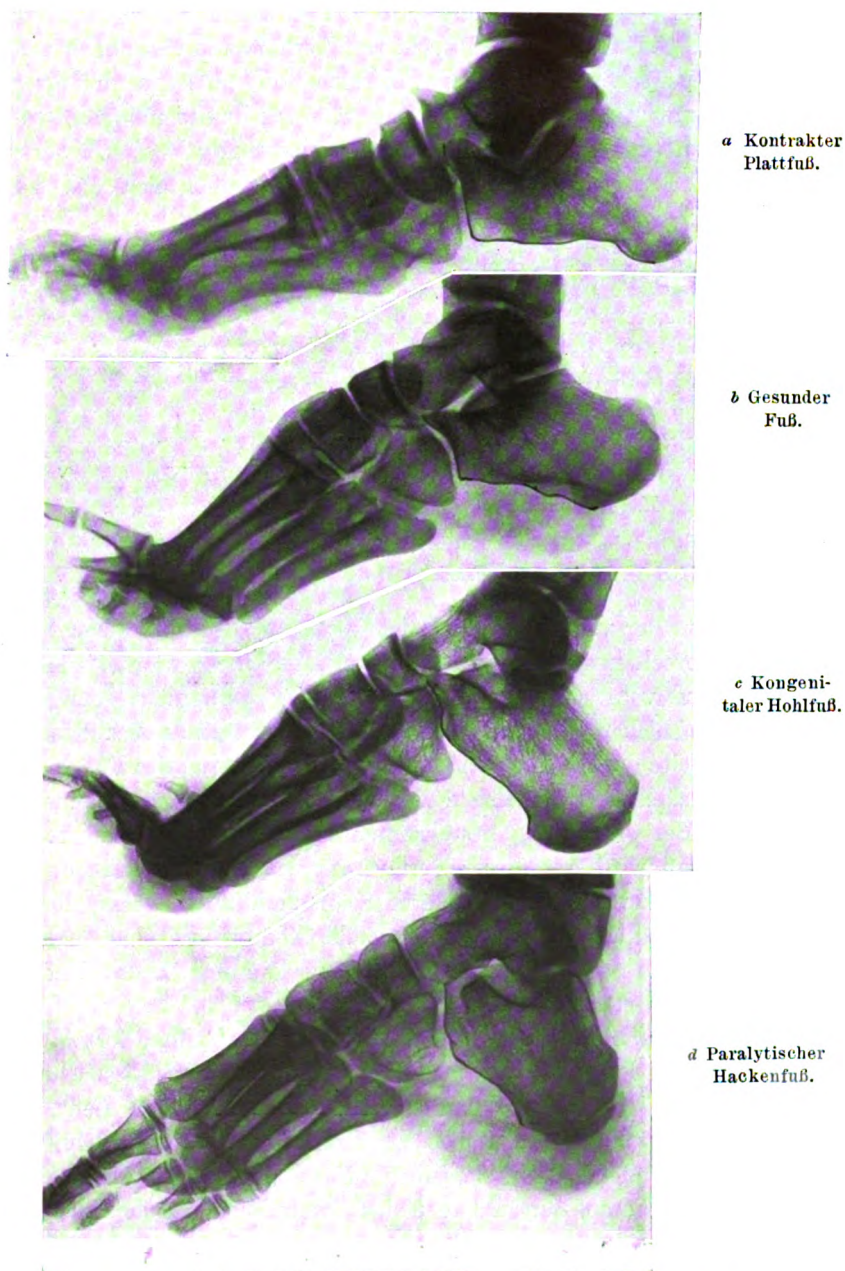 a Kontrakter
Plattfuß.
b Gesunder
Fuß.
c Kongeni-
taler Hohlfuß.
d Paralytischer
Hackenfuß.